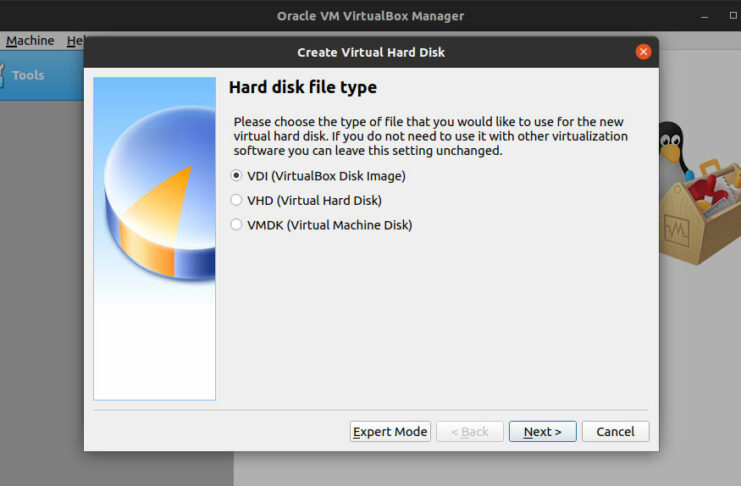 Oracle VM VirtualBox Manager
Machine Hel
Create Virtual Hard Disk
Tools
Hard disk file type
Please choose the type of file that you would like to use for the new
virtual hard disk. If you do not need to use it with other virtualization
software you can leave this setting unchanged.
VDI (VirtualBox Disk Image)
VHD (Virtual Hard Disk)
VMDK (Virtual Machine Disk)
Expert Mode < Back Next > Cancel